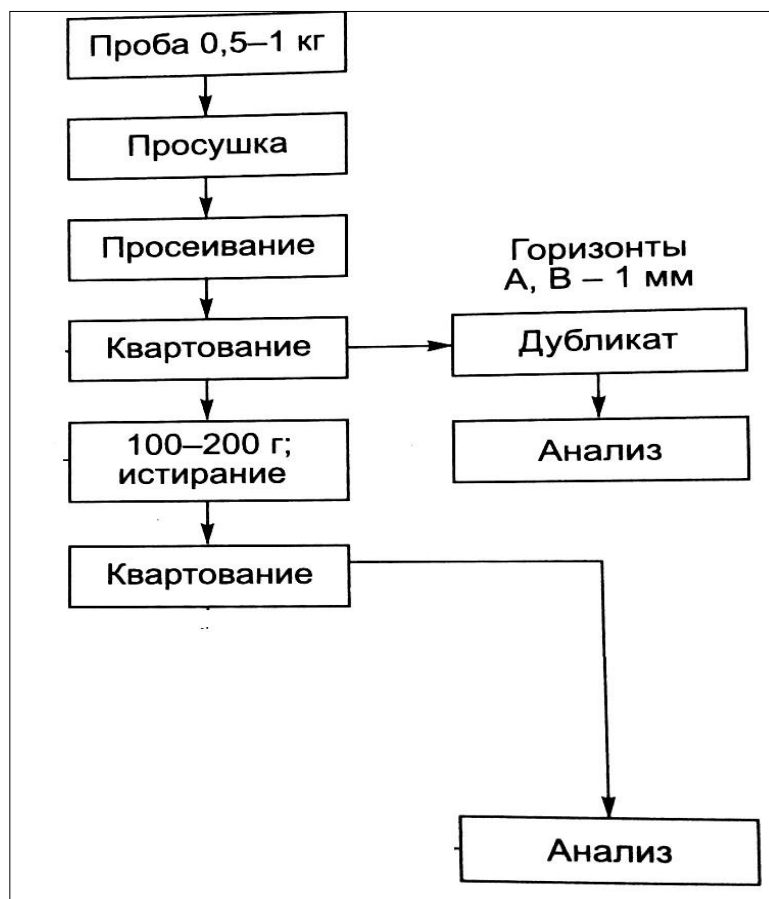 Проба 0,5–1 кг
Просушка
Просеивание
Горизонты
А, В – 1 мм
Квартование
Дубликат
100–200 г;
истирание
Анализ
Квартование
Анализ